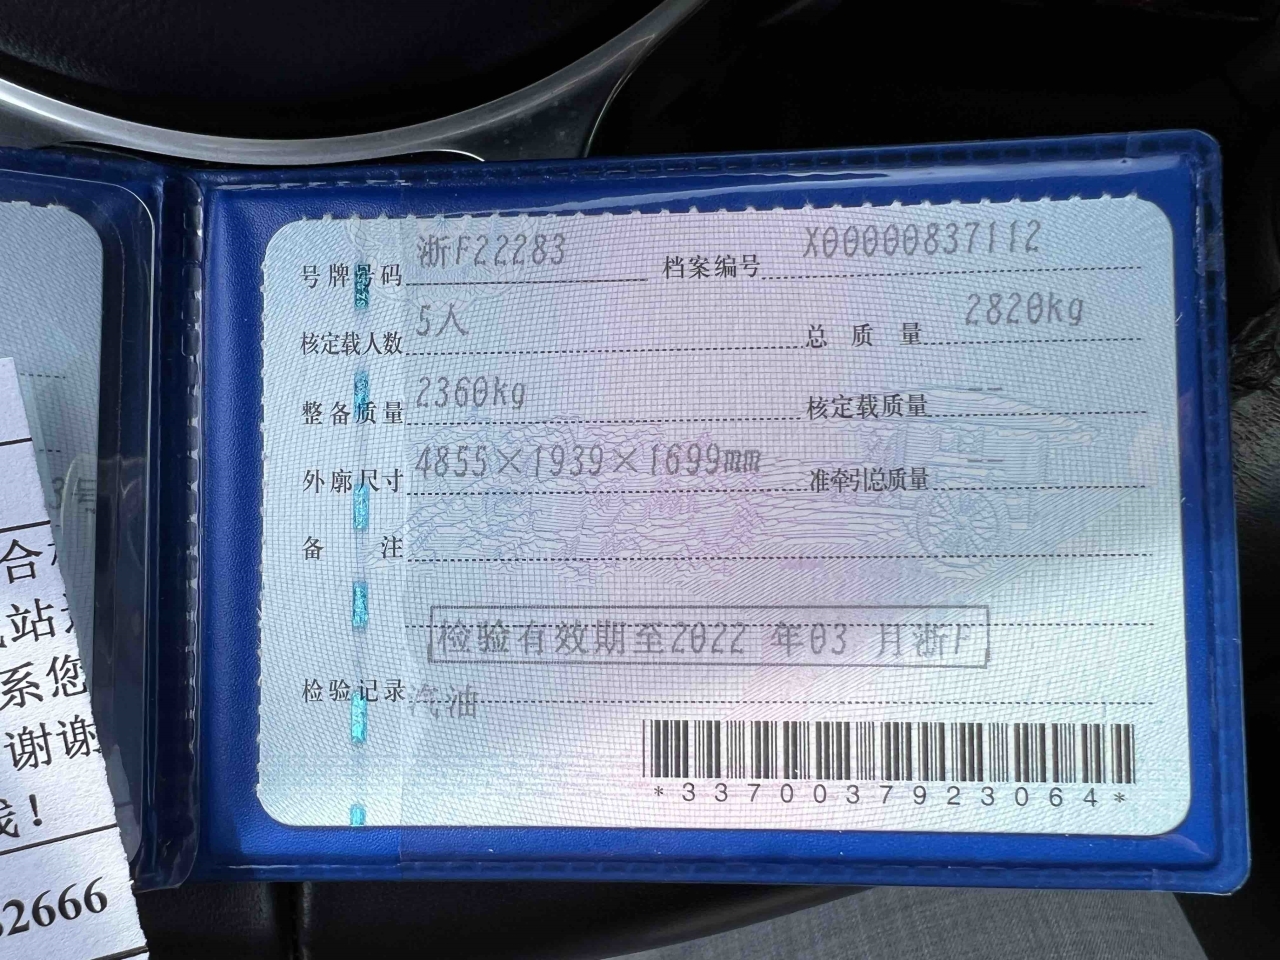 号牌号码 浙F22283 档案编号 X00000837112
核定载人数 5人 总质量 2820kg
整备质量 2360kg 核定载质量 --
外廓尺寸 4855×1939×1699mm 准牵引总质量 --
备注
检验有效期至2022 年03 月浙F
检验记录 汽油
*3370037923064*
合
站
系您
谢谢
!
2666